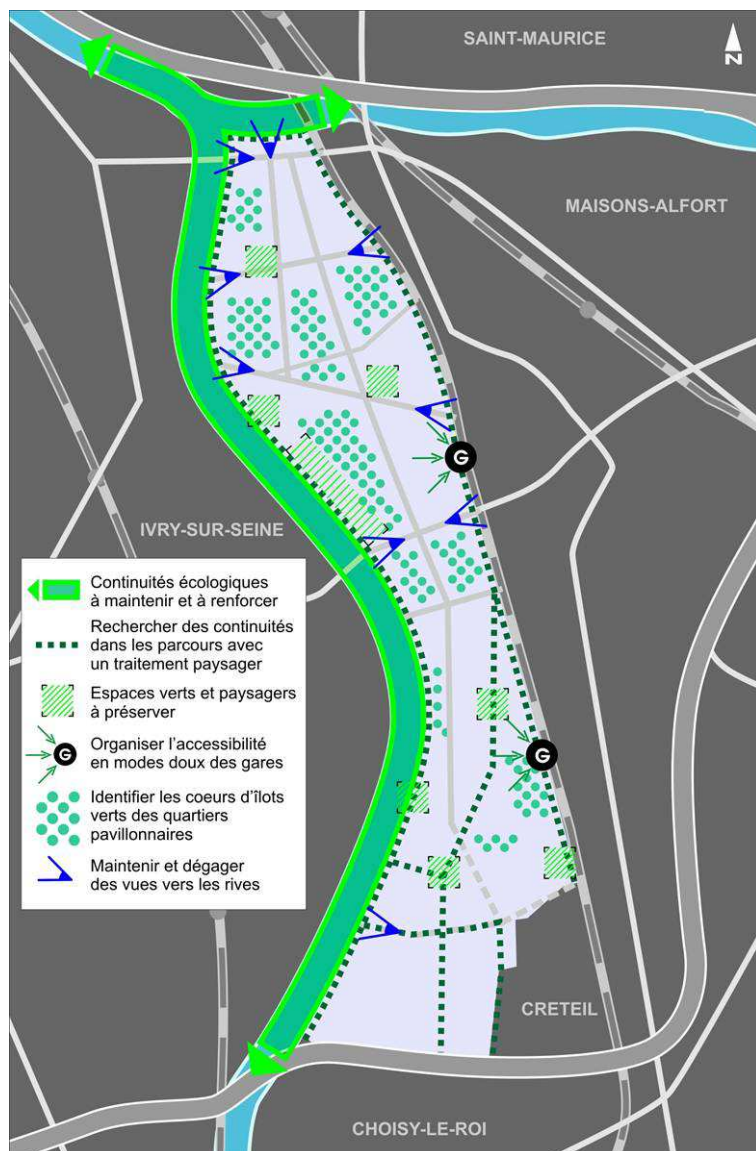 SAINT-MAURICE
N
MAISONS-ALFORT
G
IVRY-SUR-SEINE
Continuités écologiques
à maintenir et à renforcer
Rechercher des continuités
dans les parcours avec
un traitement paysager
Espaces verts et paysagers
à préserver
G
Organiser l'accessibilité
en modes doux des gares
G
Identifier les coeurs d'îlots
verts des quartiers
pavillonnaires
Maintenir et dégager
des vues vers les rives
CRETEIL
CHOISY-LE-ROI